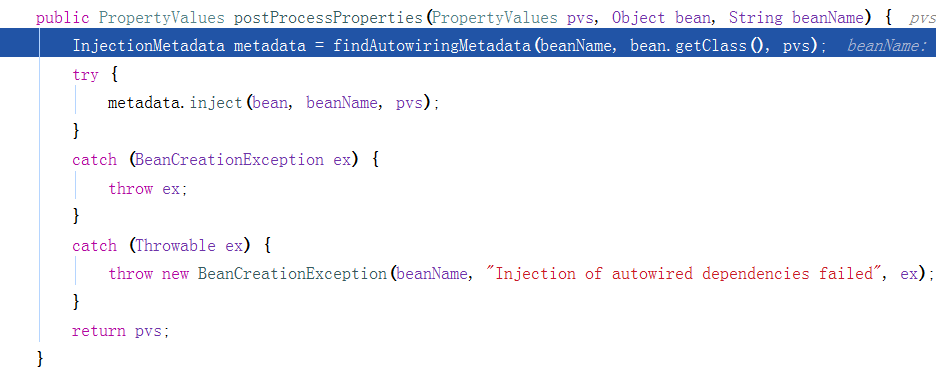 public PropertyValues postProcessProperties(PropertyValues pvs, Object bean, String beanName) {  pvs
InjectionMetadata metadata = findAutowiringMetadata(beanName, bean.getClass(), pvs);  beanName:
try {
metadata.inject(bean, beanName, pvs);
}
catch (BeanCreationException ex) {
throw ex;
}
catch (Throwable ex) {
throw new BeanCreationException(beanName, "Injection of autowired dependencies failed", ex);
}
return pvs;
}